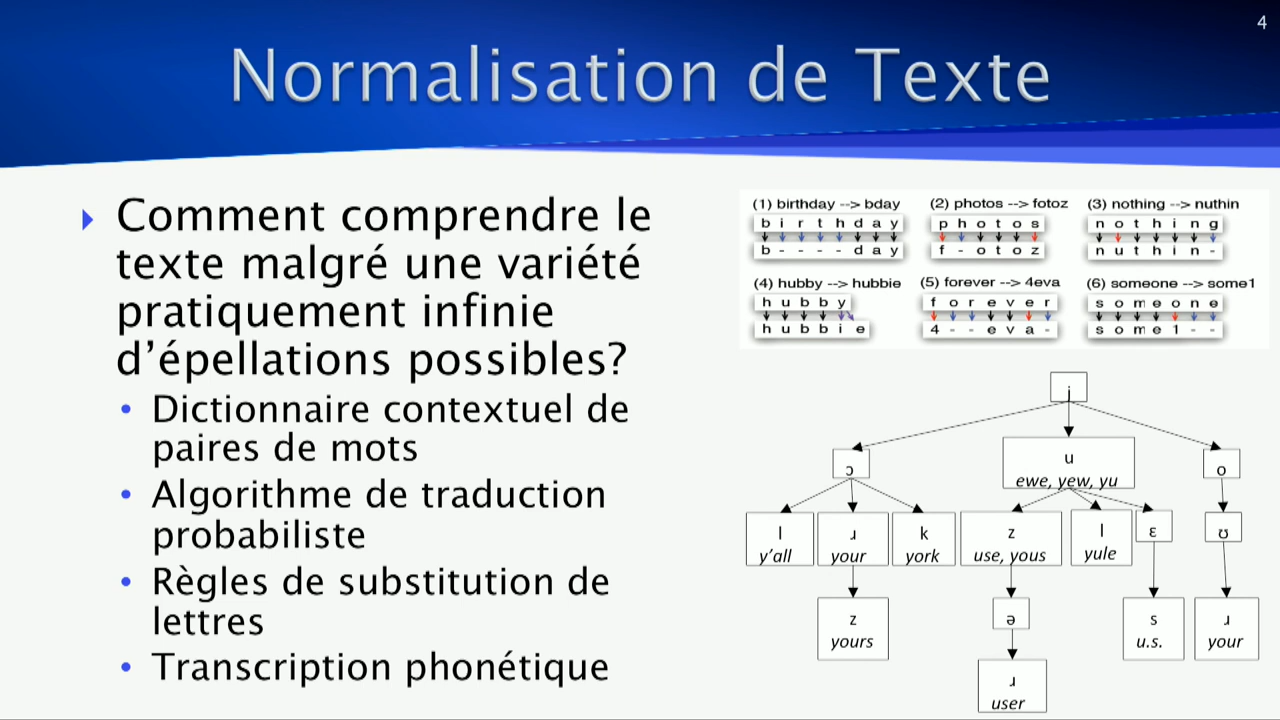 4
Normalisation de Texte
Comment comprendre le
texte malgré une variété
pratiquement infinie
d’épellations possibles?
• Dictionnaire contextuel de
paires de mots
• Algorithme de traduction
probabiliste
• Règles de substitution de
lettres
• Transcription phonétique
(1) birthday --> bday
b i r t h d a y
b - - - - d a y
(2) photos --> fotoz
p h o t o s
f - o t o z
(3) nothing --> nuthin
n o t h i n g
n u t h i n -
(4) hubby --> hubbie
h u b b y
h u b b i e
(5) forever --> 4eva
f o r e v e r
4 - - e v a -
(6) someone --> some1
s o m e o n e
s o m e 1 - -
j
ɔ
u
ewe, yew, yu
o
l
y’all
ɹ
your
k
york
z
use, yous
l
yule
ɛ
ʊ
z
yours
ə
s
u.s.
ɹ
your
ɹ
user